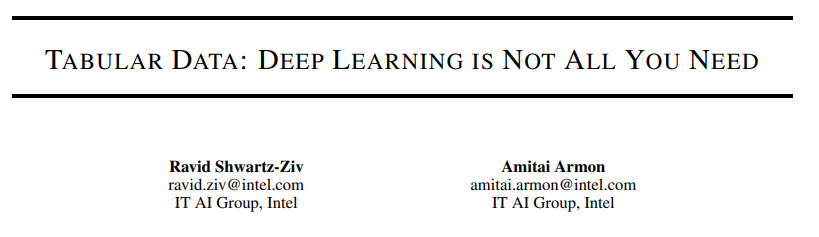 TABULAR DATA: DEEP LEARNING IS NOT ALL YOU NEED
Ravid Shwartz-Ziv
ravid.ziv@intel.com
IT AI Group, Intel
Amitai Armon
amitai.armon@intel.com
IT AI Group, Intel